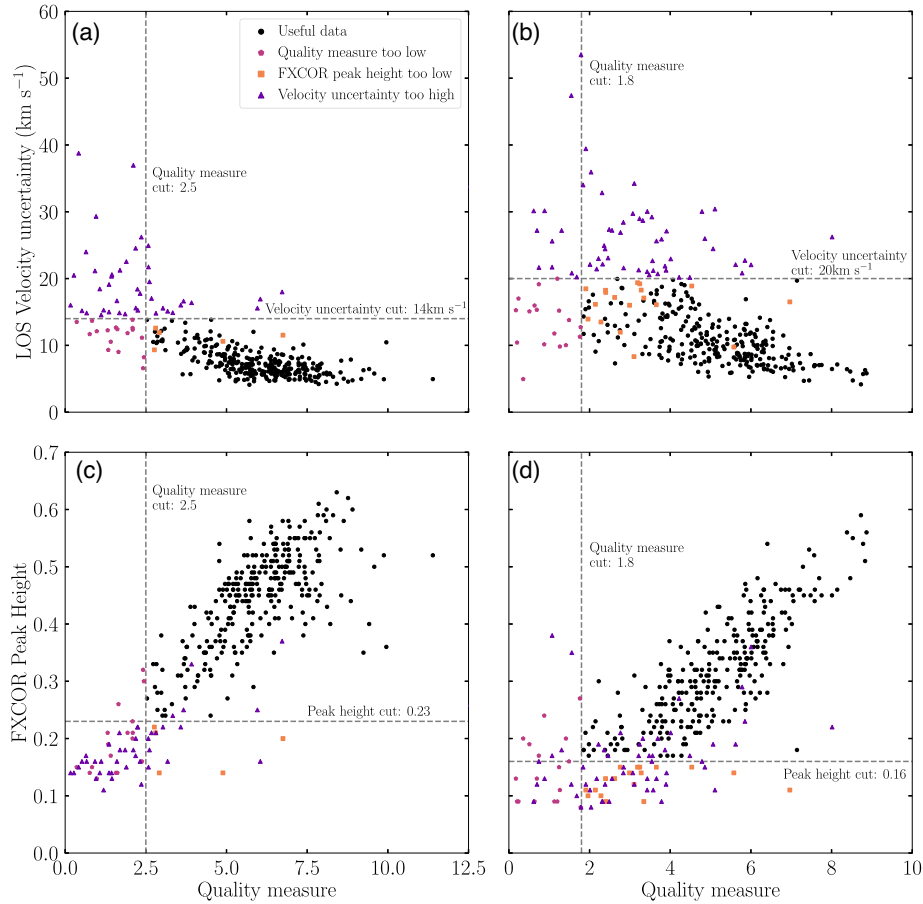 (a)
Useful data
Quality measure too low
FXCOR peak height too low
Velocity uncertainty too high
Quality measure
cut: 2.5
Velocity uncertainty cut: 14km s⁻¹
LOS Velocity uncertainty (km s⁻¹)
60
50
40
30
20
10
0
(b)
Quality measure
cut: 1.8
Velocity uncertainty
cut: 20km s⁻¹
(c)
Quality measure
cut: 2.5
Peak height cut: 0.23
FXCOR Peak Height
0.7
0.6
0.5
0.4
0.3
0.2
0.1
0.0
0.0 2.5 5.0 7.5 10.0 12.5
Quality measure
(d)
Quality measure
cut: 1.8
Peak height cut: 0.16
0 2 4 6 8 10
Quality measure